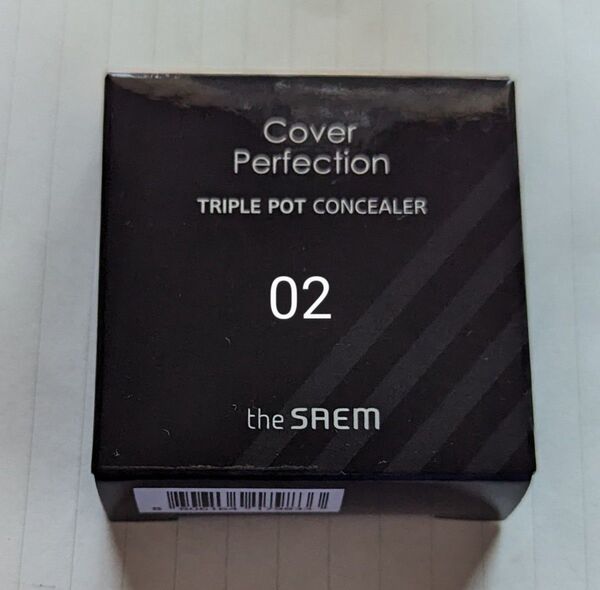 Cover
Perfection
TRIPLE POT CONCEALER
02
the SAEM